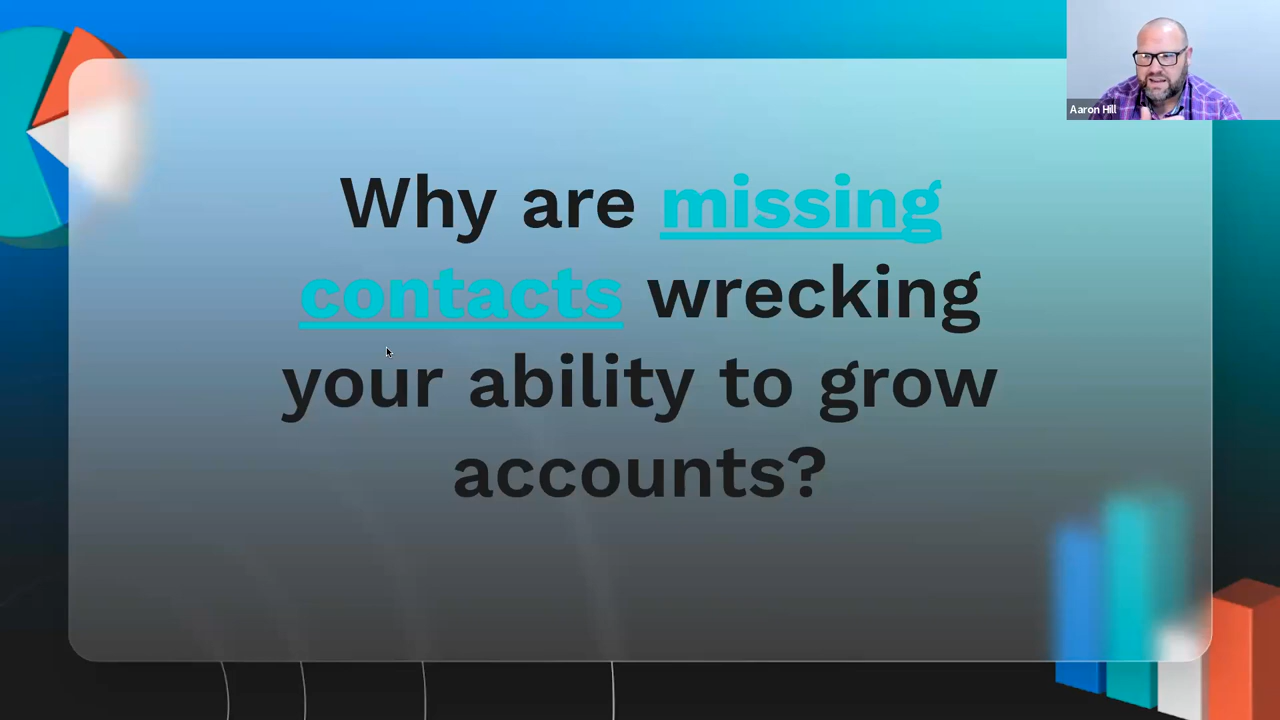 Aaron Hill
Why are missing
contacts wrecking
your ability to grow
accounts?